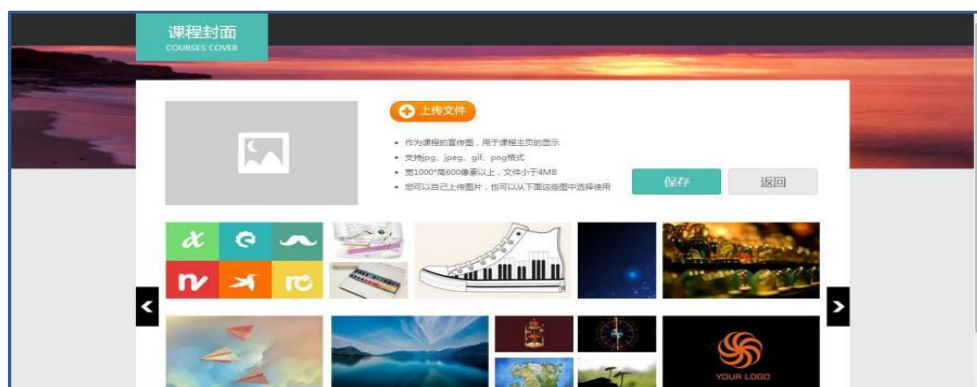 课程封面
COURSES COVER
上传文件
作为课程的宣传图，用于课程主页的显示
支持jpg、jpeg、gif、png格式
宽1000*高600像素以上，文件小于4MB
您可以自己上传图片，也可以从下面这些图中选择使用
保存
返回
YOUR LOGO